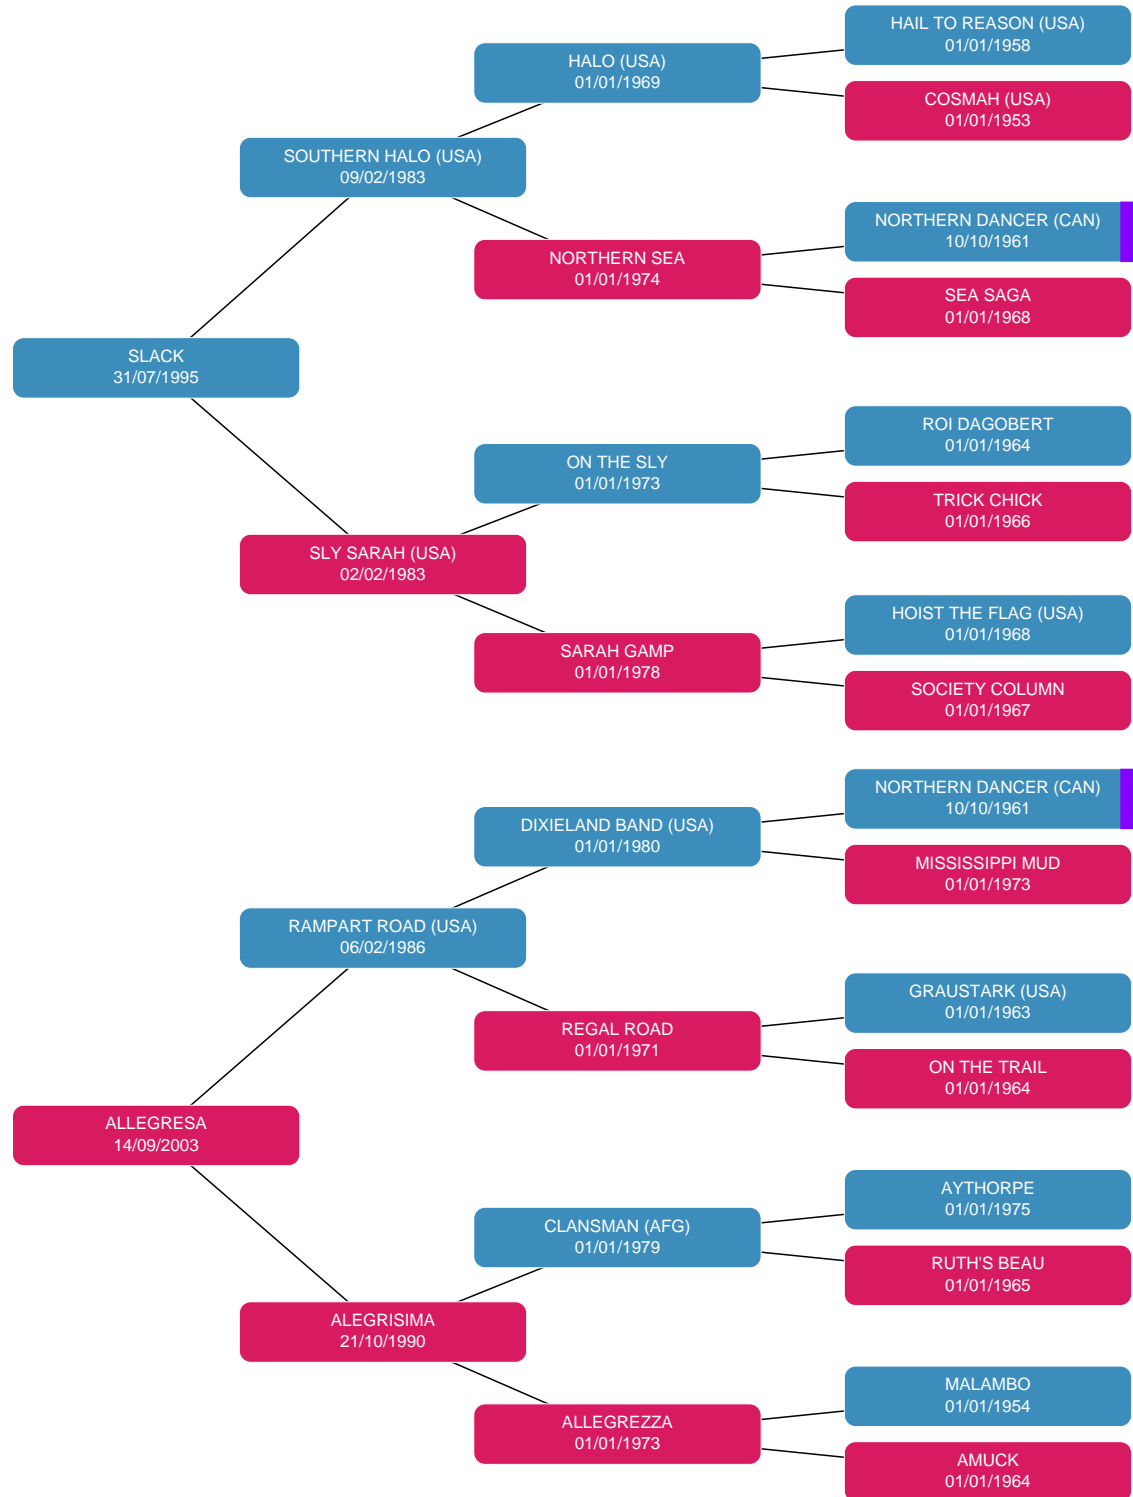 HAIL TO REASON (USA)
01/01/1958
HALO (USA)
01/01/1969
COSMAH (USA)
01/01/1953
SOUTHERN HALO (USA)
09/02/1983
NORTHERN DANCER (CAN)
10/10/1961
NORTHERN SEA
01/01/1974
SEA SAGA
01/01/1968
SLACK
31/07/1995
ROI DAGOBERT
01/01/1964
ON THE SLY
01/01/1973
TRICK CHICK
01/01/1966
SLY SARAH (USA)
02/02/1983
HOIST THE FLAG (USA)
01/01/1968
SARAH GAMP
01/01/1978
SOCIETY COLUMN
01/01/1967
NORTHERN DANCER (CAN)
10/10/1961
DIXIELAND BAND (USA)
01/01/1980
MISSISSIPPI MUD
01/01/1973
RAMPART ROAD (USA)
06/02/1986
GRAUSTARK (USA)
01/01/1963
REGAL ROAD
01/01/1971
ON THE TRAIL
01/01/1964
ALLEGRESA
14/09/2003
AYTHORPE
01/01/1975
CLANSMAN (AFG)
01/01/1979
RUTH'S BEAU
01/01/1965
ALEGRISIMA
21/10/1990
MALAMBO
01/01/1954
ALLEGREZZA
01/01/1973
AMUCK
01/01/1964